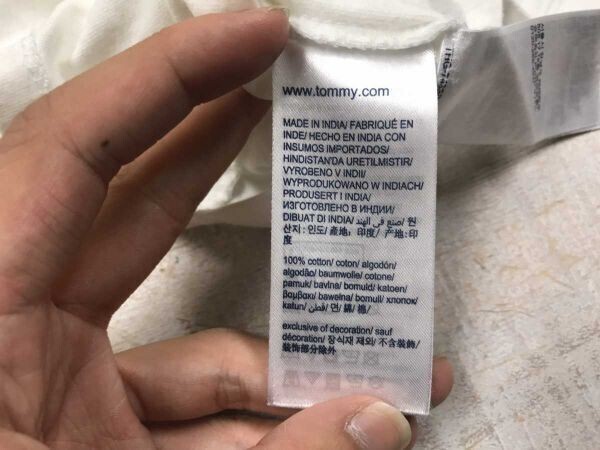 www.tommy.com
MADE IN INDIA/ FABRIQUÉ EN
INDE/ HECHO EN INDIA CON
INSUMOS IMPORTADOS/
HINDISTAN'DA URETILMISTIR/
VYROBENO V INDII/
WYPRODUKOWANO W INDIACH/
PRODUSERT I INDIA/
ИЗГОТОВЛЕНО В ИНДИИ/
DIBUAT DI INDIA/ صنع في الهند/ 원
산지: 인도/ 產地: 印度/ 产地:印
度
100% cotton/ coton/ algodón/
algodão/ baumwolle/ cotone/
pamuk/ bavlna/ bomuld/ katoen/
βαμβακι/ bawełna/ bomull/ хлопок/
katun/ قطن/ 면/ 綿/ 棉/
exclusive of decoration/ sauf
décoration/ 장식재 제외/ 不含裝飾/
装饰部分除外